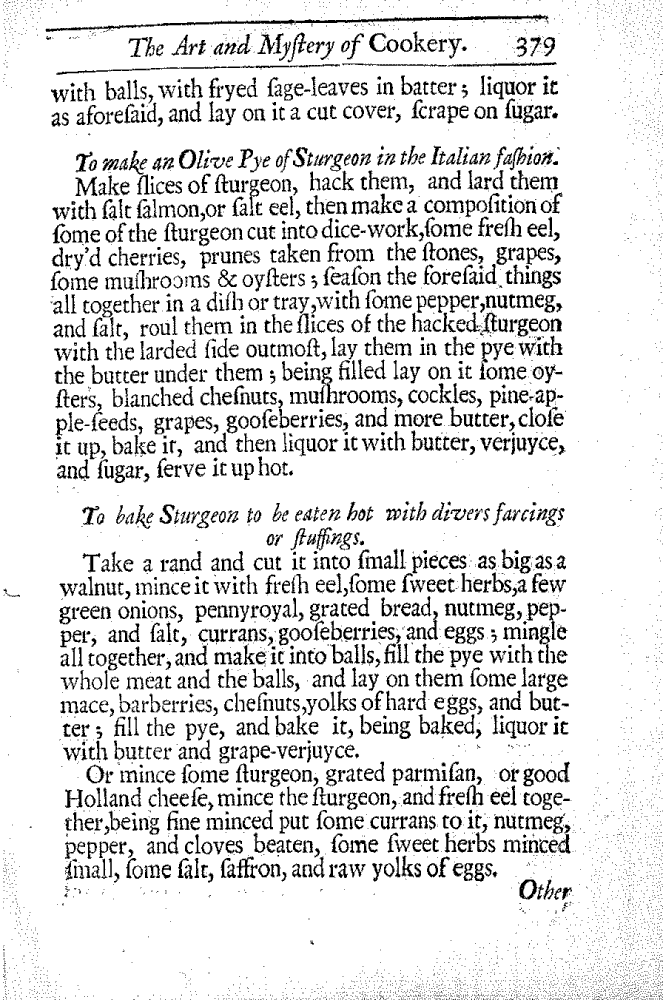 The Art and Myſtery of Cookery. 379
with balls, with fryed ſage-leaves in batter; liquor it
as aforeſaid, and lay on it a cut cover, ſcrape on ſugar.
To make an Olive Pye of Sturgeon in the Italian faſhion.
Make ſlices of ſturgeon, hack them, and lard them
with ſalt ſalmon,or ſalt eel, then make a compoſition of
ſome of the ſturgeon cut into dice-work,ſome freſh eel,
dry'd cherries, prunes taken from the ſtones, grapes,
ſome muſhrooms & oyſters; ſeaſon the foreſaid things
all together in a diſh or tray,with ſome pepper,nutmeg,
and ſalt, roul them in the ſlices of the hacked ſturgeon
with the larded ſide outmoſt, lay them in the pye with
the butter under them; being filled lay on it ſome oy-
ſters, blanched cheſnuts, muſhrooms, cockles, pine-ap-
ple-ſeeds, grapes, gooſeberries, and more butter, cloſe
it up, bake it, and then liquor it with butter, verjuyce,
and ſugar, ſerve it up hot.
To bake Sturgeon to be eaten hot with divers farcings
or ſtuffings.
Take a rand and cut it into ſmall pieces as big as a
walnut, mince it with freſh eel,ſome ſweet herbs,a few
green onions, pennyroyal, grated bread, nutmeg, pep-
per, and ſalt, currans, gooſeberries, and eggs; mingle
all together, and make it into balls, fill the pye with the
whole meat and the balls, and lay on them ſome large
mace, barberries, cheſnuts,yolks of hard eggs, and but-
ter; fill the pye, and bake it, being baked, liquor it
with butter and grape-verjuyce.
Or mince ſome ſturgeon, grated parmiſan, or good
Holland cheeſe, mince the ſturgeon, and freſh eel toge-
ther,being fine minced put ſome currans to it, nutmeg,
pepper, and cloves beaten, ſome ſweet herbs minced
ſmall, ſome ſalt, ſaffron, and raw yolks of eggs.
Other